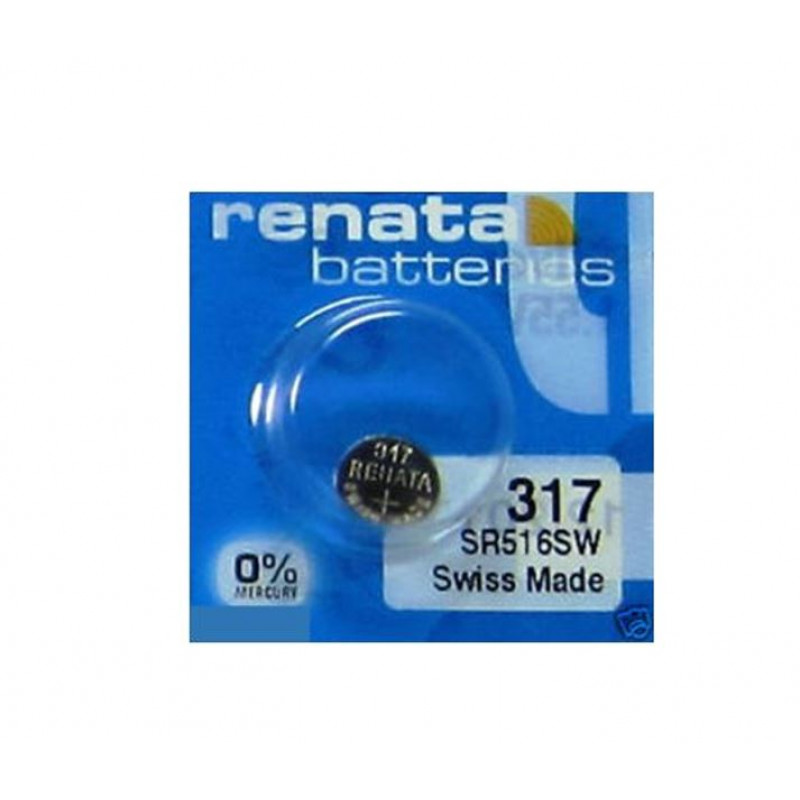 renata
batteries
317
RENATA
+
317
SR516SW
Swiss Made
0%
MERCURY